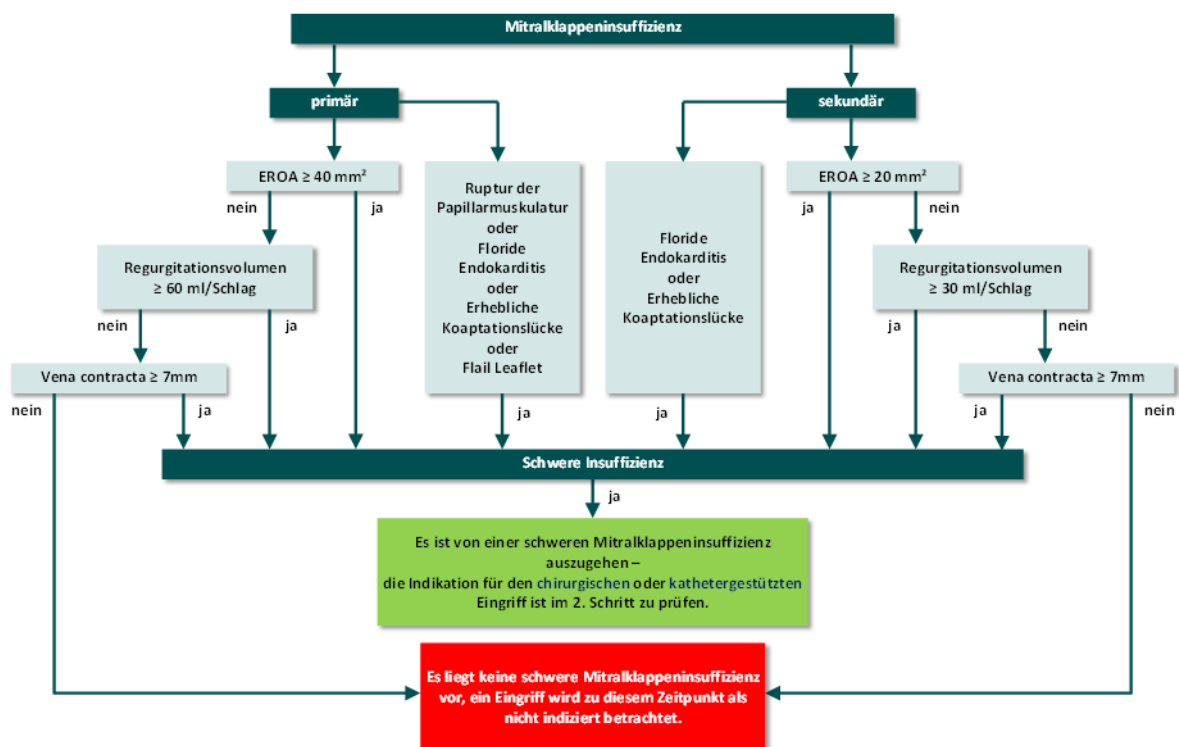 Mitralklappeninsuffizienz
primär
sekundär
EROA ≥ 40 mm²
EROA ≥ 20 mm²
nein
ja
ja
nein
Ruptur der
Papillarmuskulatur
oder
Floride
Endokarditis
oder
Erhebliche
Koaptationslücke
oder
Flail Leaflet
Floride
Endokarditis
oder
Erhebliche
Koaptationslücke
Regurgitationsvolumen
≥ 60 ml/Schlag
Regurgitationsvolumen
≥ 30 ml/Schlag
nein
ja
ja
nein
Vena contracta ≥ 7mm
Vena contracta ≥ 7mm
nein
ja
ja
ja
ja
nein
Schwere Insuffizienz
ja
Es ist von einer schweren Mitralklappeninsuffizienz
auszugehen –
die Indikation für den chirurgischen oder kathetergestützten
Eingriff ist im 2. Schritt zu prüfen.
Es liegt keine schwere Mitralklappeninsuffizienz
vor, ein Eingriff wird zu diesem Zeitpunkt als
nicht indiziert betrachtet.